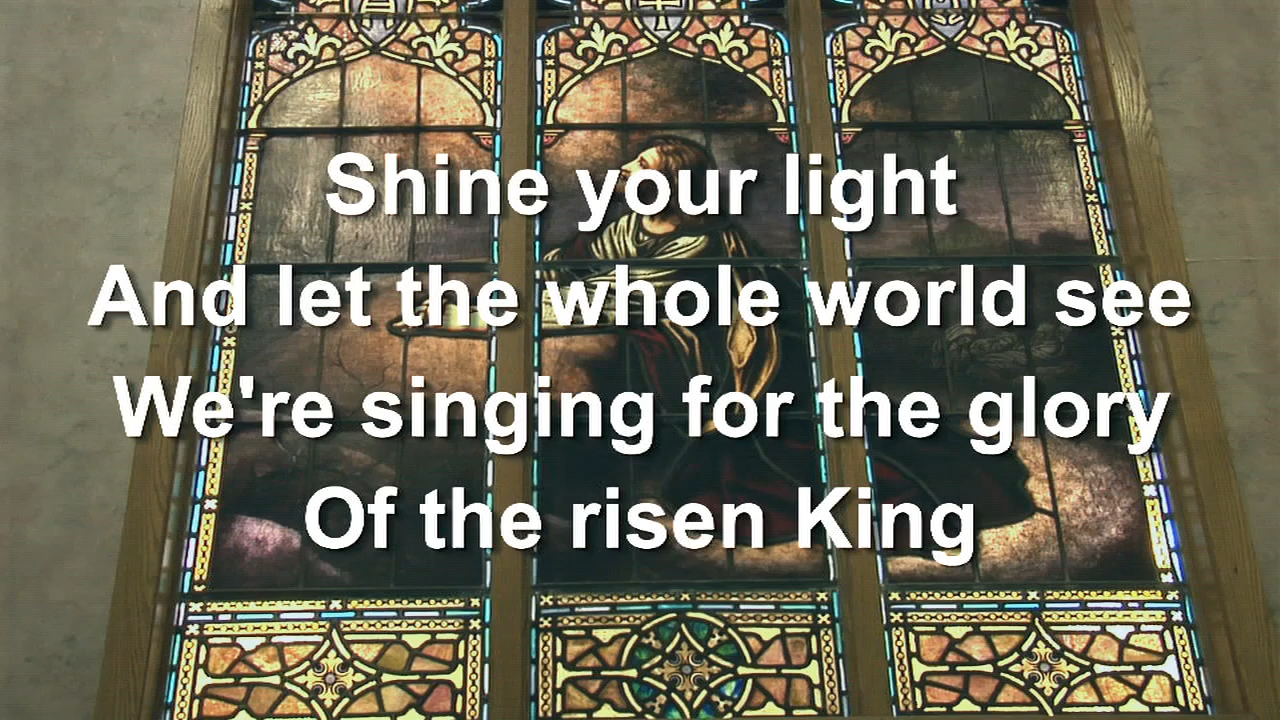 Shine your light
And let the whole world see
We're singing for the glory
Of the risen King